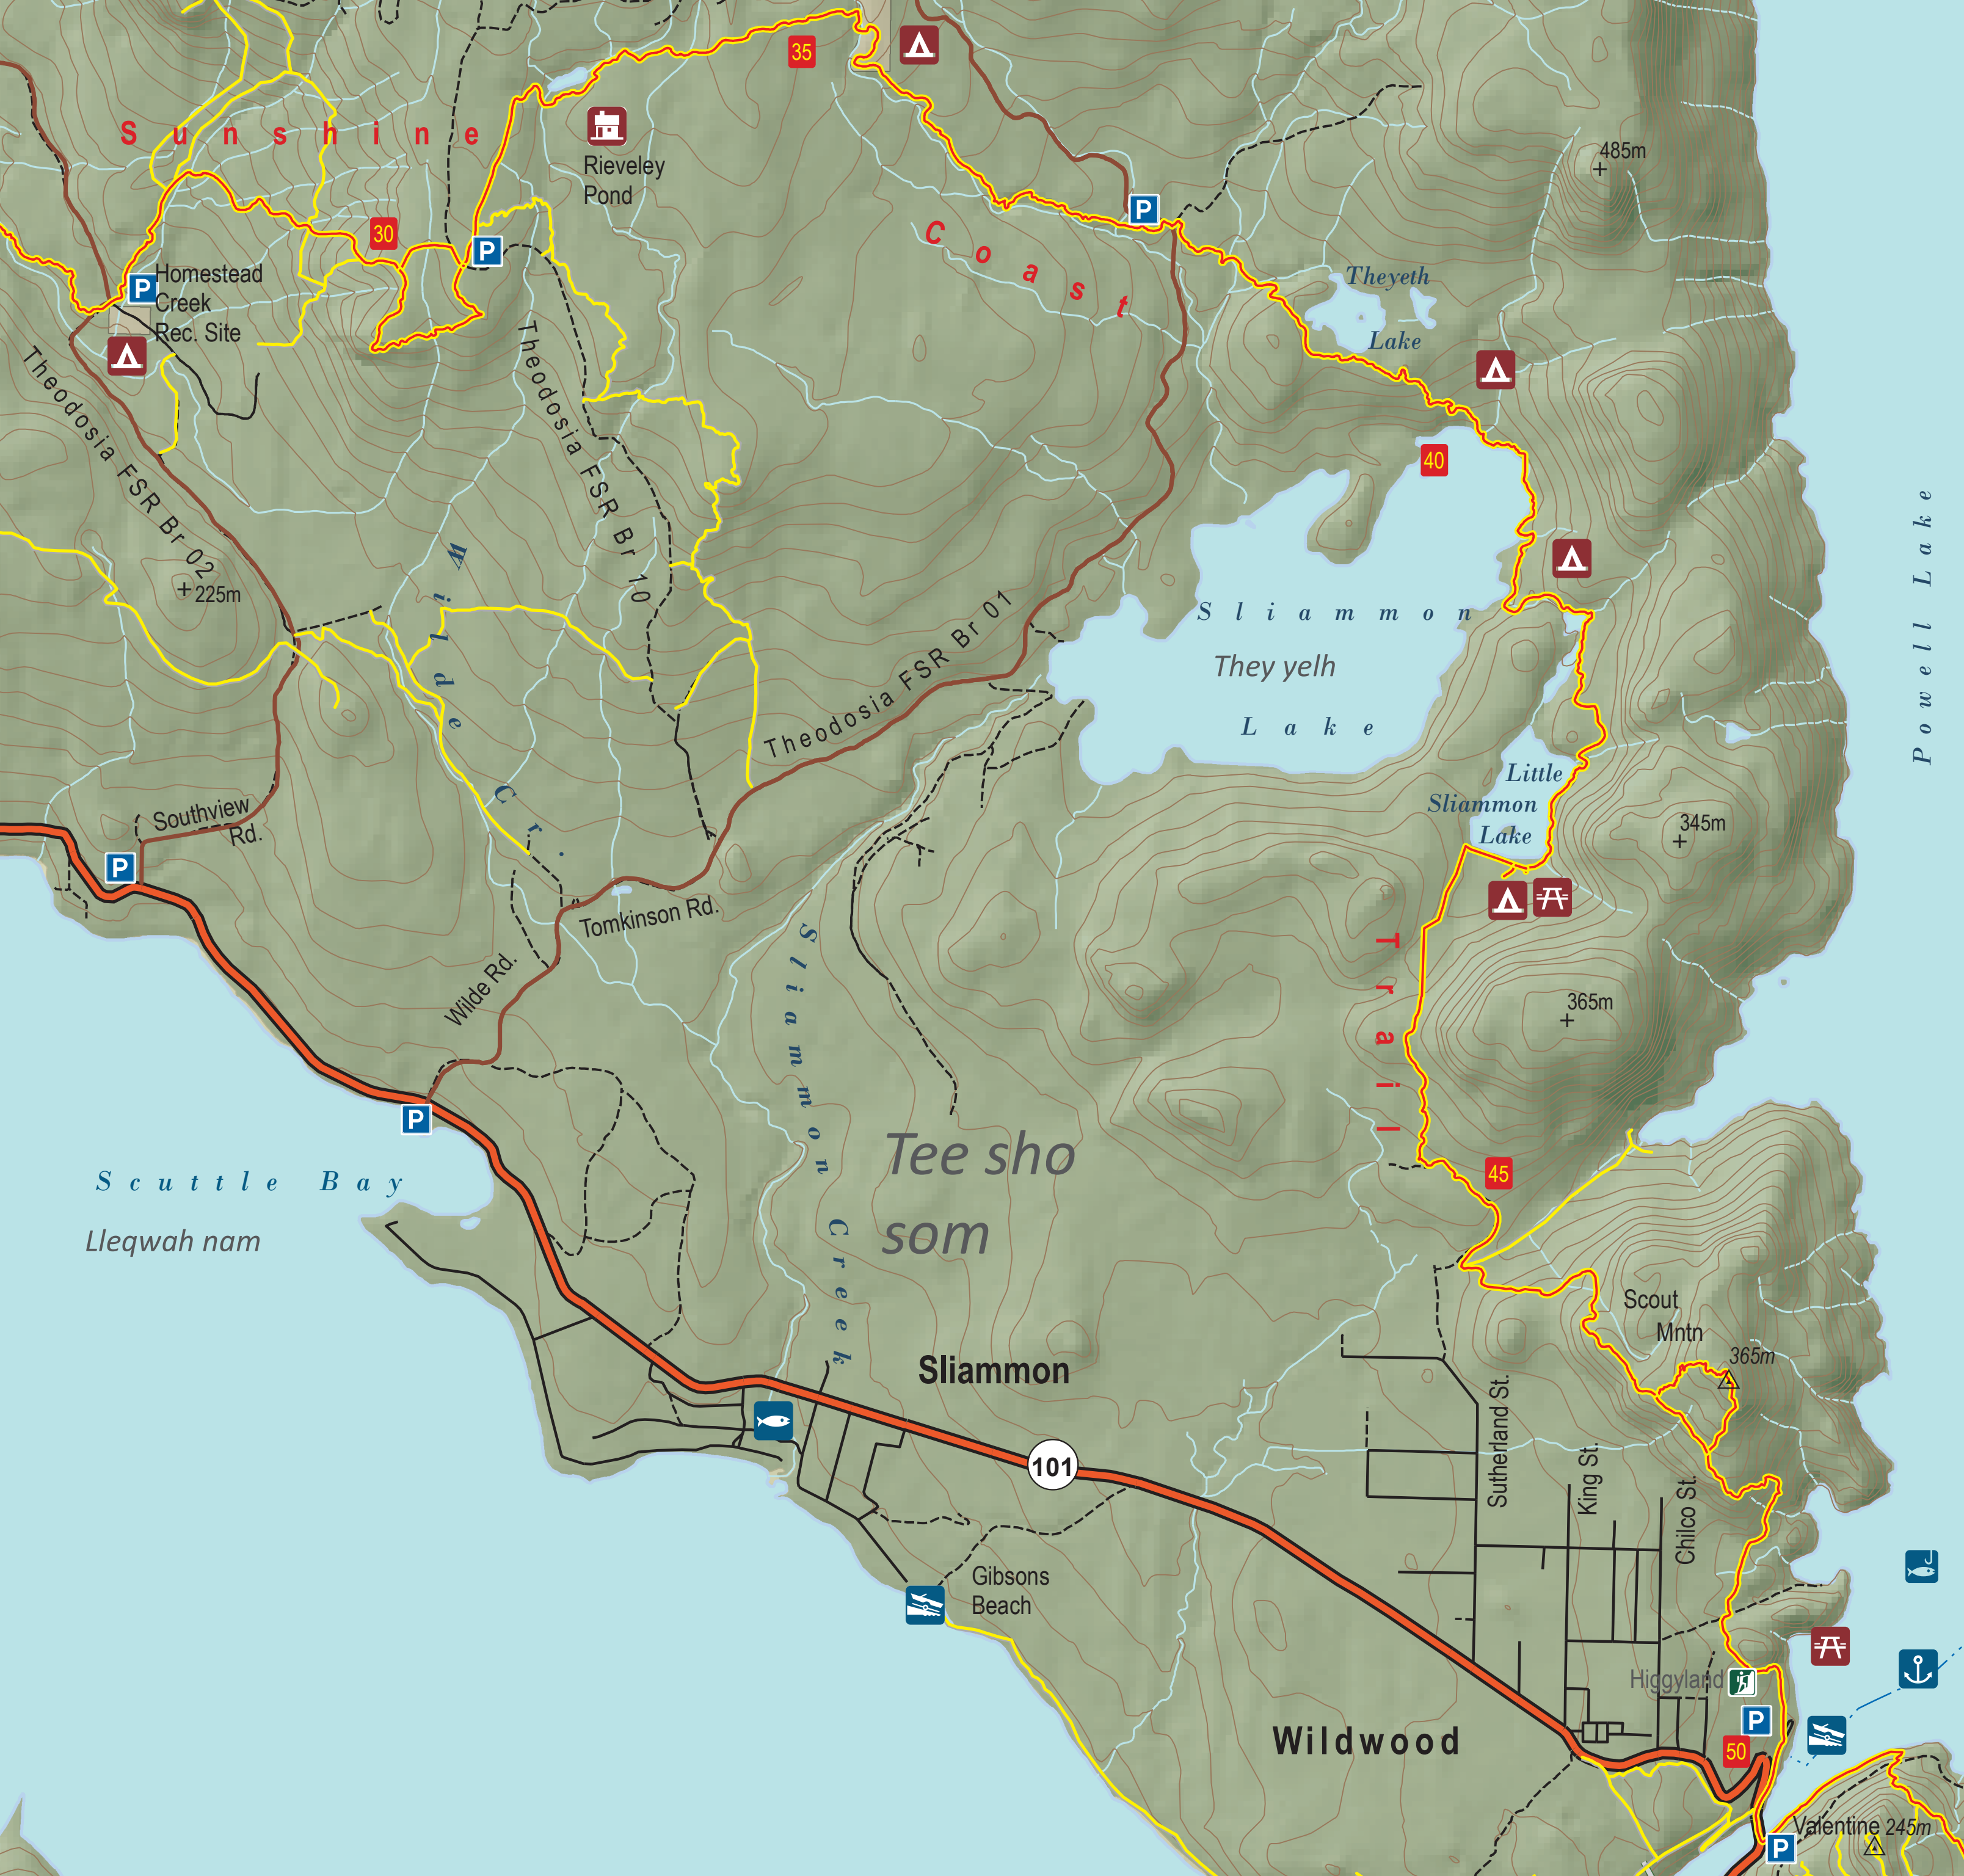 35
485m
Sunshine
Rieveley
Pond
P
Coast
30
P
Homestead
Creek
Rec. Site
P
Theyeth
Lake
Theodosia FSR Br 02
Theodosia FSR Br 10
40
Powell Lake
Wilde Cr.
225m
Sliammon
They yelh
Lake
Theodosia FSR Br 01
Little
Sliammon
Lake
345m
Southview
Rd.
P
Tomkinson Rd.
Wilde Rd.
Sliammon Creek
Trail
365m
P
Tee sho
som
45
Scuttle Bay
Lleqwah nam
Scout
Mntn
365m
Sliammon
101
Sutherland St.
King St.
Chilco St.
Gibsons
Beach
Higgyland
P
50
Wildwood
Valentine 245m
P